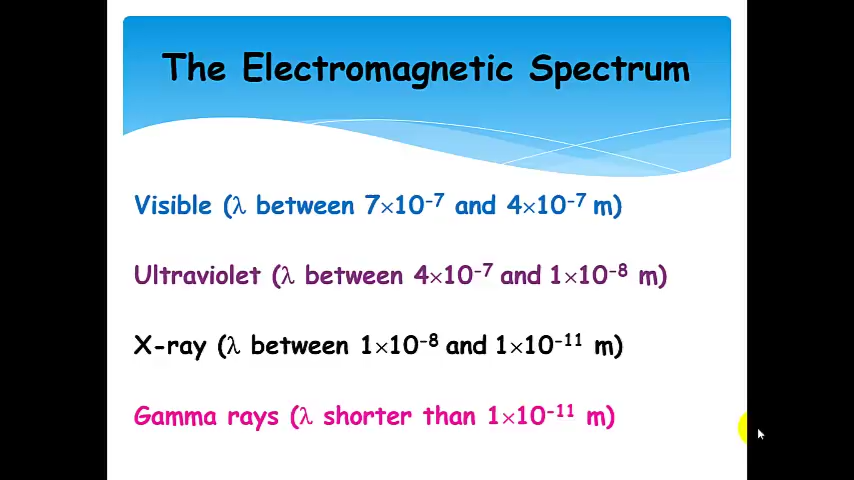 The Electromagnetic Spectrum
Visible (λ between 7×10⁻⁷ and 4×10⁻⁷ m)
Ultraviolet (λ between 4×10⁻⁷ and 1×10⁻⁸ m)
X-ray (λ between 1×10⁻⁸ and 1×10⁻¹¹ m)
Gamma rays (λ shorter than 1×10⁻¹¹ m)